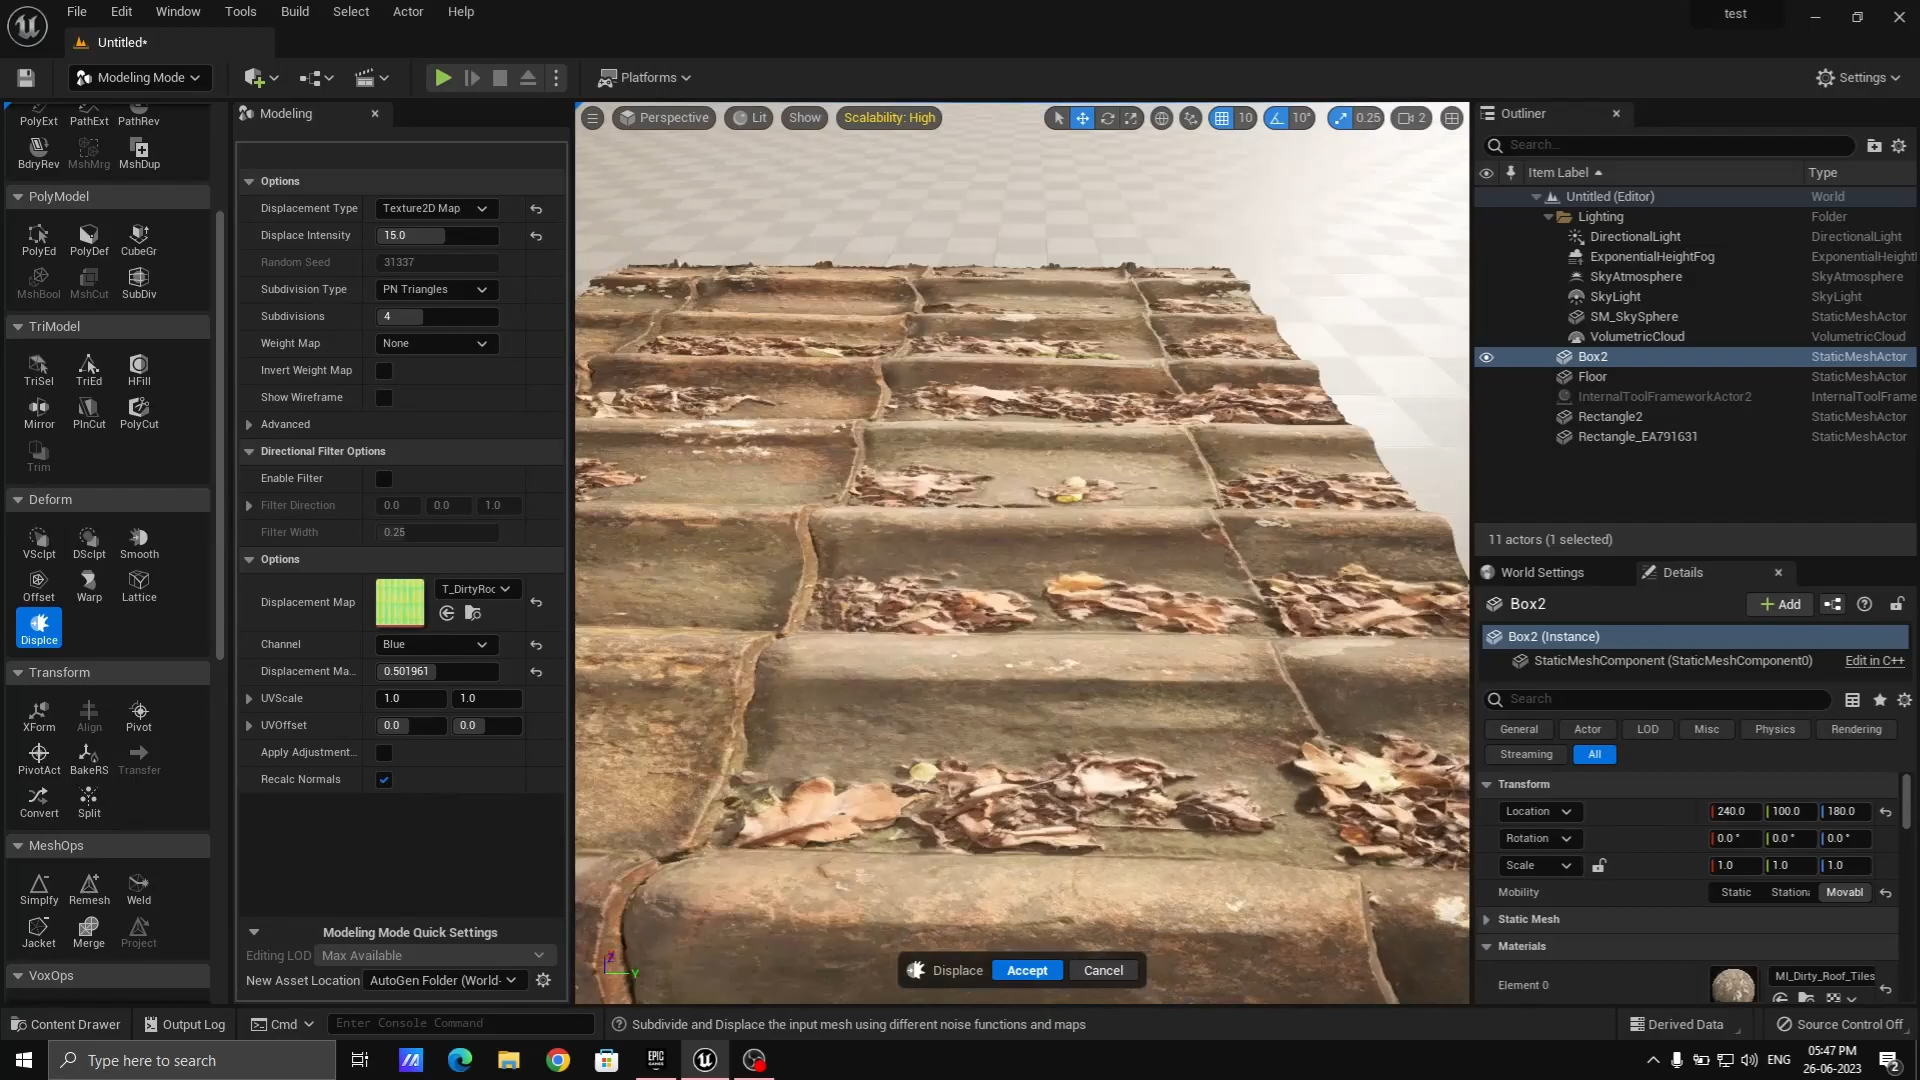 File Edit Window Tools Build Select Actor Help
test
Untitled*
Modeling Mode
Platforms
Settings
PolyExt PathExt PathRev
BdryRev MshMrg MshDup
PolyModel
PolyEd PolyDef CubeGr
MshBool MshCut SubDiv
TriModel
TriSel TriEd HFill
Mirror PlnCut PolyCut
Trim
Deform
VSclpt DSclpt Smooth
Offset Warp Lattice
Displce
Transform
XForm Align Pivot
PivotAct BakeRS Transfer
Convert Split
MeshOps
Simplfy Remesh Weld
Jacket Merge Project
VoxOps
Modeling
Options
Displacement Type Texture2D Map
Displace Intensity 15.0
Random Seed 31337
Subdivision Type PN Triangles
Subdivisions 4
Weight Map None
Invert Weight Map
Show Wireframe
Advanced
Directional Filter Options
Enable Filter
Filter Direction 0.0 0.0 1.0
Filter Width 0.25
Options
Displacement Map T_DirtyRoc
Channel Blue
Displacement Ma... 0.501961
UVScale 1.0 1.0
UVOffset 0.0 0.0
Apply Adjustment...
Recalc Normals
Modeling Mode Quick Settings
Editing LOD Max Available
New Asset Location AutoGen Folder (World-
Perspective Lit Show Scalability: High
10 10° 0.25 2
Z
Y
Displace Accept Cancel
Outliner
Search...
Item Label Type
Untitled (Editor) World
Lighting Folder
DirectionalLight DirectionalLight
ExponentialHeightFog ExponentialHeightl
SkyAtmosphere SkyAtmosphere
SkyLight SkyLight
SM_SkySphere StaticMeshActor
VolumetricCloud VolumetricCloud
Box2 StaticMeshActor
Floor StaticMeshActor
InternalToolFrameworkActor2 InternalToolFrame
Rectangle2 StaticMeshActor
Rectangle_EA791631 StaticMeshActor
11 actors (1 selected)
World Settings Details
Box2 Add
Box2 (Instance)
StaticMeshComponent (StaticMeshComponent0) Edit in C++
Search
General Actor LOD Misc Physics Rendering
Streaming All
Transform
Location 240.0 100.0 180.0
Rotation 0.0° 0.0° 0.0°
Scale 1.0 1.0 1.0
Mobility Static Stationa Movabl
Static Mesh
Materials
Element 0 MI_Dirty_Roof_Tiles
Content Drawer Output Log Cmd Enter Console Command Subdivide and Displace the input mesh using different noise functions and maps Derived Data Source Control Off
Type here to search
EPIC
GAMES
ENG
05:47 PM
26-06-2023
2